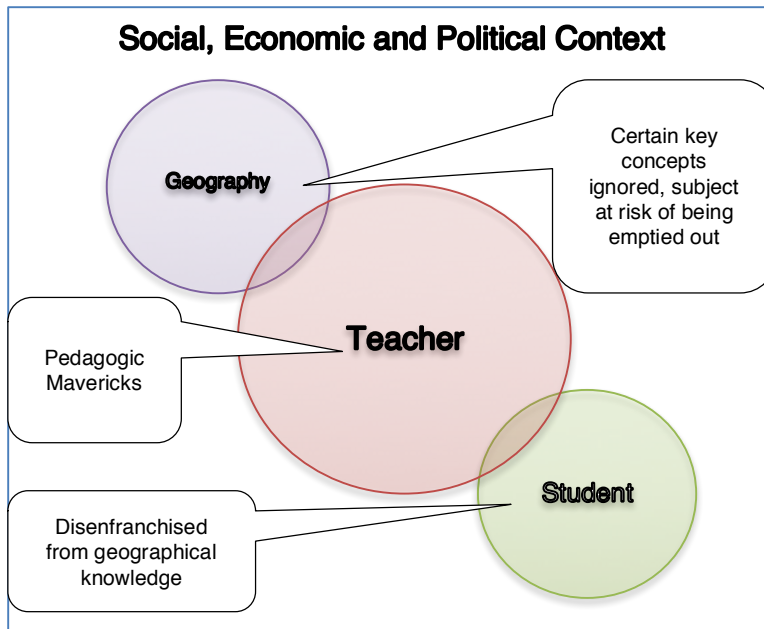 Social, Economic and Political Context
Geography
Certain key
concepts
ignored, subject
at risk of being
emptied out
Teacher
Pedagogic
Mavericks
Student
Disenfranchised
from geographical
knowledge